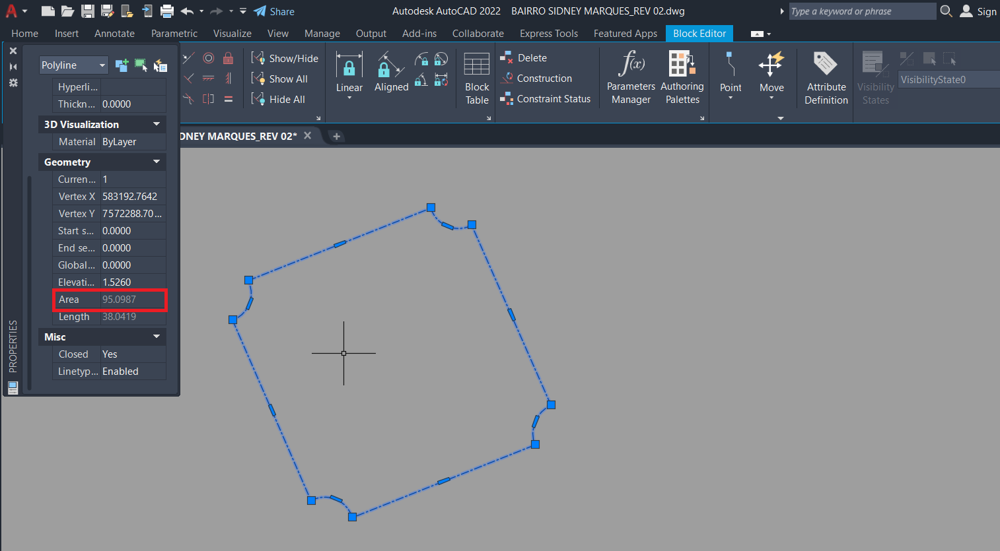 Share
Autodesk AutoCAD 2022 BAIRRO SIDNEY MARQUES_REV 02.dwg
Type a keyword or phrase
Sign
Home Insert Annotate Parametric Visualize View Manage Output Add-ins Collaborate Express Tools Featured Apps Block Editor
Polyline
Hyperli...
Thickn... 0.0000
3D Visualization
Material ByLayer
Geometry
Curren... 1
Vertex X 583192.7642
Vertex Y 7572288.70...
Start s... 0.0000
End se... 0.0000
Global... 0.0000
Elevati... 1.5260
Area 95.0987
Length 38.0419
Misc
Closed Yes
Linetyp... Enabled
PROPERTIES
Show/Hide
Show All
Hide All
Linear
Aligned
Block
Table
Delete
Construction
Constraint Status
Parameters
Manager
Authoring
Palettes
Point
Move
Attribute
Definition
Visibility
States
VisibilityState0
DNEY MARQUES_REV 02*